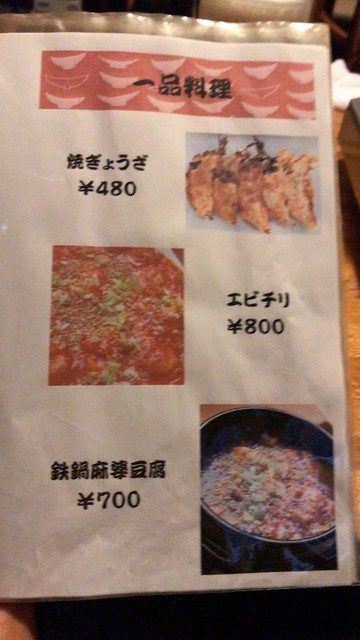 一品料理
焼ぎょうざ
¥480
エビチリ
¥800
鉄鍋麻婆豆腐
¥700